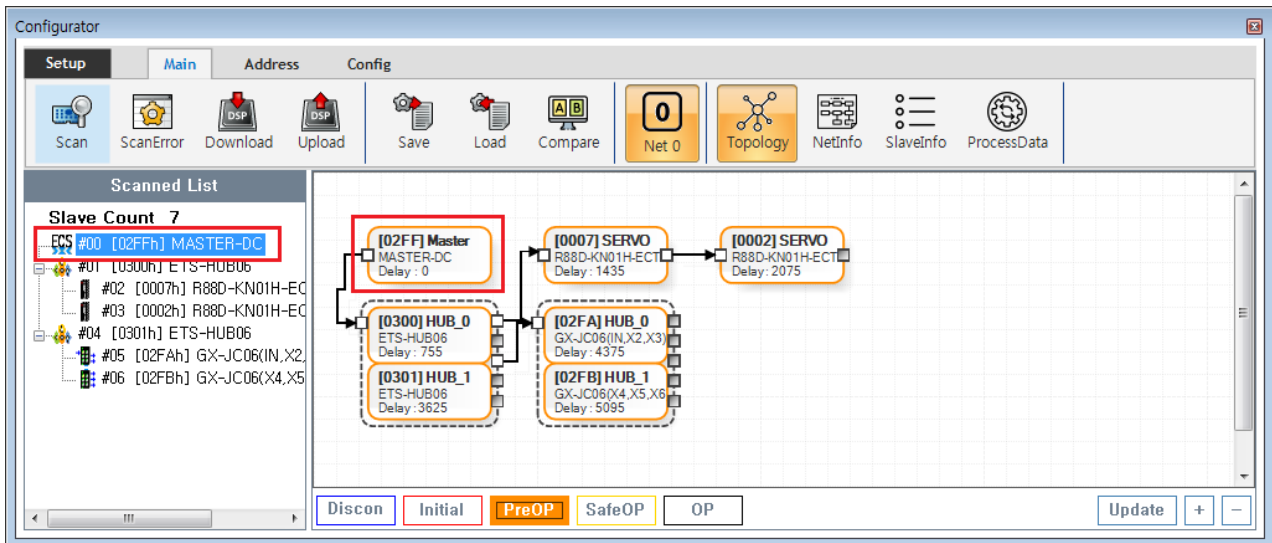 Configurator
Setup Main Address Config
DSP DSP A B 0
Scan ScanError Download Upload Save Load Compare Net 0 Topology NetInfo SlaveInfo ProcessData
Scanned List
Slave Count 7
ECS #00 [02FFh] MASTER-DC
#01 [0300h] ETS-HUB06
#02 [0007h] R88D-KN01H-EC
#03 [0002h] R88D-KN01H-EC
#04 [0301h] ETS-HUB06
#05 [02FAh] GX-JC06(IN,X2,
#06 [02FBh] GX-JC06(X4,X5
[02FF] Master
MASTER-DC
Delay : 0
[0007] SERVO
R88D-KN01H-ECT
Delay : 1435
[0002] SERVO
R88D-KN01H-ECT
Delay : 2075
[0300] HUB_0
ETS-HUB06
Delay : 755
[02FA] HUB_0
GX-JC06(IN,X2,X3)
Delay : 4375
[0301] HUB_1
ETS-HUB06
Delay : 3625
[02FB] HUB_1
GX-JC06(X4,X5,X6
Delay : 5095
Discon Initial PreOP SafeOP OP Update + −